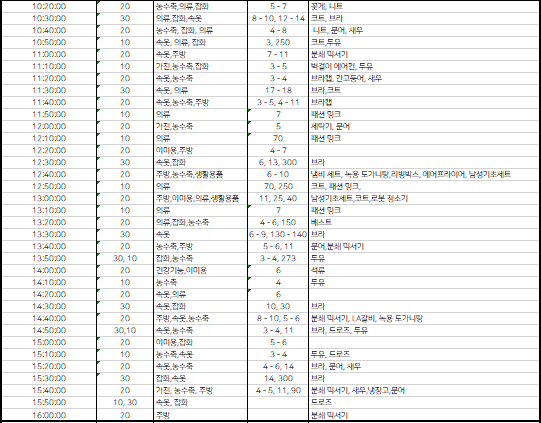 10:20:00 20 농수축,의류,잡화 5 - 7 꽃게, 니트
10:30:00 30 의류,잡화,속옷 8 - 10, 12 - 14 코트, 브라
10:40:00 20 농수축, 잡화, 의류 4 - 8 니트, 문어, 새우
10:50:00 10 속옷, 의류, 잡화 3, 250 코트,두유
11:00:00 20 속옷,주방 7 - 11 분쇄 믹서기
11:10:00 10 가전,농수축,잡화 3 - 5 벽걸이 에어컨, 두유
11:20:00 20 속옷,농수축 3 - 4 브라탑, 간고등어, 새우
11:30:00 30 속옷, 의류 17 - 18 브라,코트
11:40:00 20 속옷,농수축,주방 3 - 5, 4 - 11 브라탑
11:50:00 10 의류 7 패션 밍크
12:00:00 20 가전,농수축 5 세탁기, 문어
12:10:00 10 의류 70 패션 밍크
12:20:00 20 이미용,주방 4 - 7
12:30:00 30 속옷,잡화 6, 13, 300 브라
12:40:00 20 주방,농수축,생활용품 6 - 10 냄비 세트, 녹용 도가니탕,리빙박스, 에어프라이어, 남성기초세트
12:50:00 10 의류 70, 250 코트, 패션 밍크,
13:00:00 20 주방,이미용,의류,생활용품 11, 25, 40 남성기초세트,코트,로봇 청소기
13:10:00 10 의류 7 패션 밍크
13:20:00 20 의류,잡화,농수축 4 - 6, 150 베스트
13:30:00 30 속옷 6 - 9, 130 - 140 브라
13:40:00 20 농수축,주방 5 - 6, 11 문어,분쇄 믹서기
13:50:00 30, 10 잡화,농수축 3 - 4, 273 두유
14:00:00 20 건강기능,이미용 6 석류
14:10:00 10 농수축 4 두유
14:20:00 20 속옷,의류 6
14:30:00 30 속옷,잡화 10, 30 브라
14:40:00 20 주방,속옷,농수축 8 - 10, 5 - 6 분쇄 믹서기, LA갈비, 녹용 도가니탕
14:50:00 30,10 속옷,농수축 3 - 4, 11 브라, 드로즈, 두유
15:00:00 20 이미용,잡화 5 - 6
15:10:00 10 농수축,속옷 3 - 4 두유, 드로즈
15:20:00 20 속옷,농수축 4 - 6, 14 브라, 문어, 새우
15:30:00 30 잡화,속옷 14, 300 브라
15:40:00 20 가전, 농수축, 주방 4 - 5, 11, 90 분쇄 믹서기, 새우,냉장고,문어
15:50:00 10, 30 속옷, 잡화 드로즈
16:00:00 20 주방 분쇄 믹서기